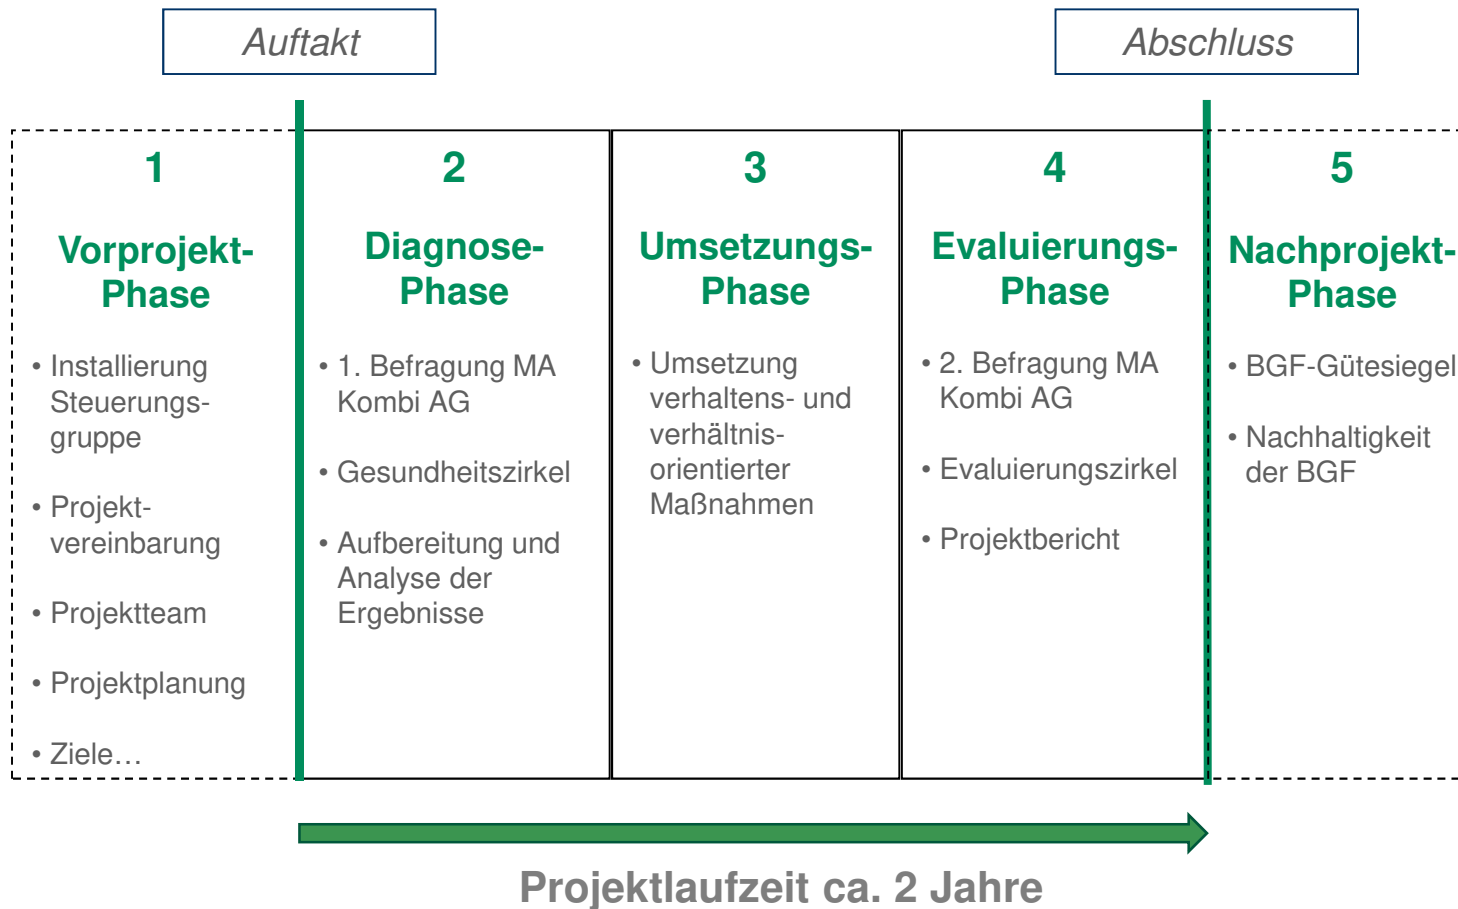 Auftakt
Abschluss
1
Vorprojekt-
Phase
• Installierung
Steuerungs-
gruppe
• Projekt-
vereinbarung
• Projektteam
• Projektplanung
• Ziele…
2
Diagnose-
Phase
• 1. Befragung MA
Kombi AG
• Gesundheitszirkel
• Aufbereitung und
Analyse der
Ergebnisse
3
Umsetzungs-
Phase
• Umsetzung
verhaltens- und
verhältnis-
orientierter
Maßnahmen
4
Evaluierungs-
Phase
• 2. Befragung MA
Kombi AG
• Evaluierungszirkel
• Projektbericht
5
Nachprojekt-
Phase
• BGF-Gütesiegel
• Nachhaltigkeit
der BGF
Projektlaufzeit ca. 2 Jahre